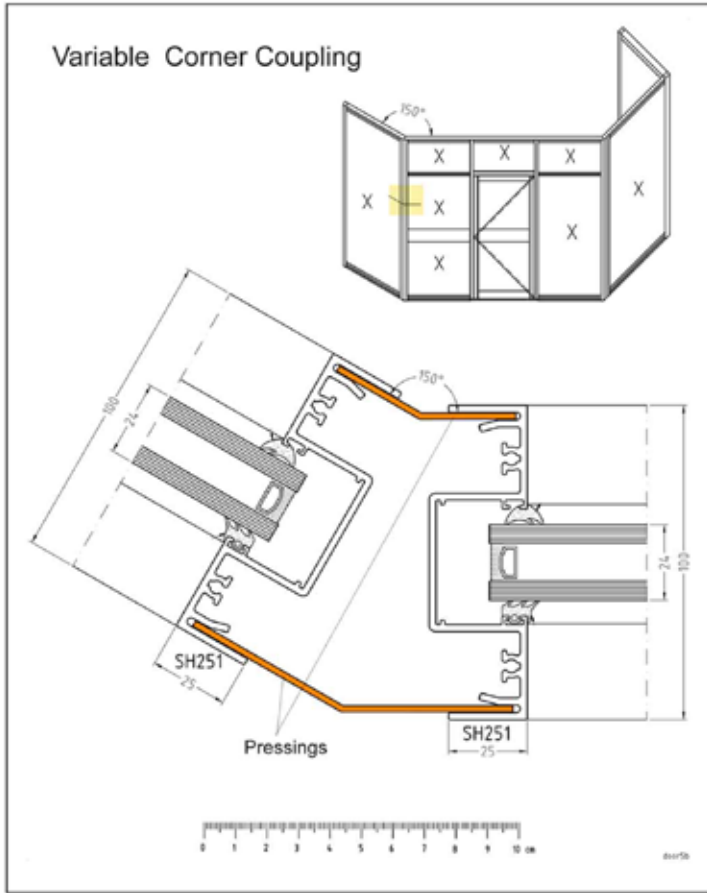 Variable Corner Coupling
150°
X X X
X X X X
X
150°
100
24
24
100
SH251
25
SH251
25
Pressings
0 1 2 3 4 5 6 7 8 9 10 cm
door5b